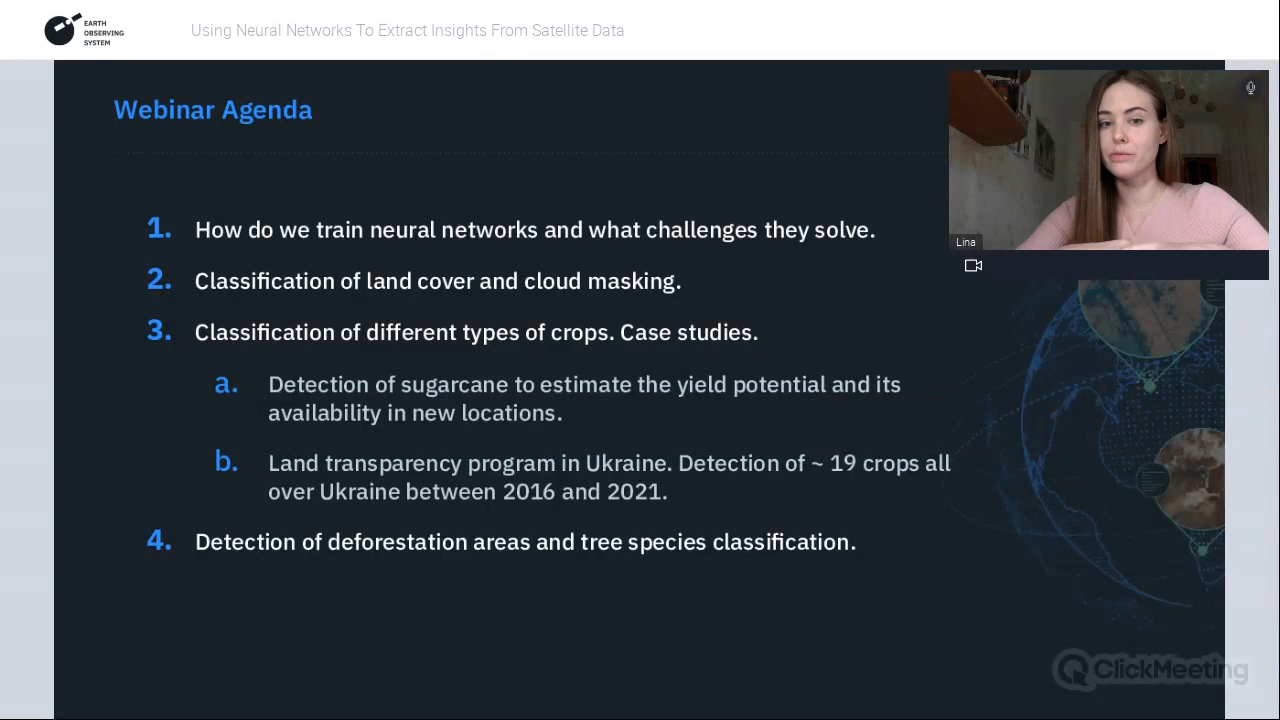 EARTH
OBSERVING
SYSTEM
Using Neural Networks To Extract Insights From Satellite Data
Webinar Agenda
1. How do we train neural networks and what challenges they solve.
2. Classification of land cover and cloud masking.
3. Classification of different types of crops. Case studies.
a. Detection of sugarcane to estimate the yield potential and its
availability in new locations.
b. Land transparency program in Ukraine. Detection of ~ 19 crops all
over Ukraine between 2016 and 2021.
4. Detection of deforestation areas and tree species classification.
Lina
ClickMeeting